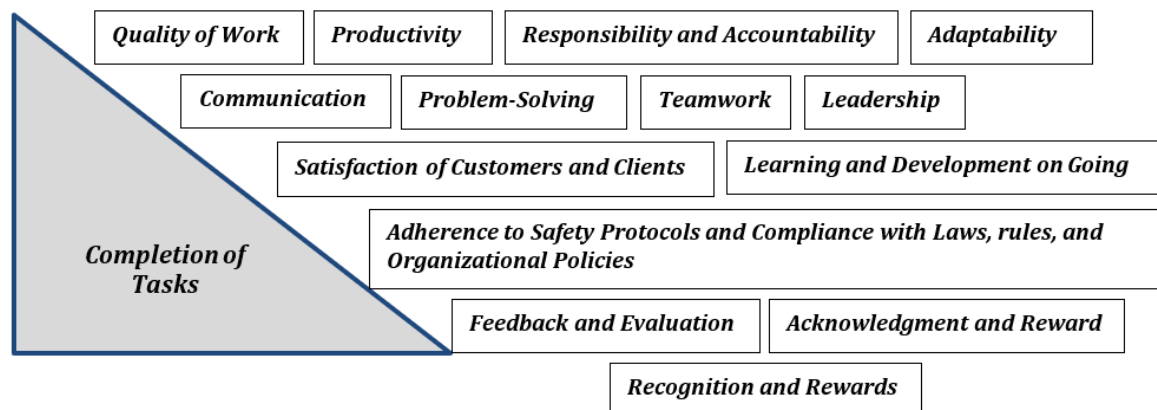 Quality of Work
Productivity
Responsibility and Accountability
Adaptability
Communication
Problem-Solving
Teamwork
Leadership
Satisfaction of Customers and Clients
Learning and Development on Going
Adherence to Safety Protocols and Compliance with Laws, rules, and
Organizational Policies
Completion of
Tasks
Feedback and Evaluation
Acknowledgment and Reward
Recognition and Rewards